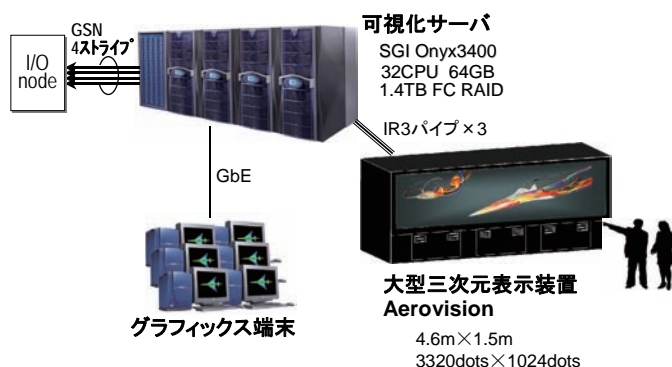 GSN
4ストライプ
I/O
node
可視化サーバ
SGI Onyx3400
32CPU 64GB
1.4TB FC RAID
IR3パイプ×3
GbE
グラフィックス端末
大型三次元表示装置
Aerovision
4.6m×1.5m
3320dots×1024dots